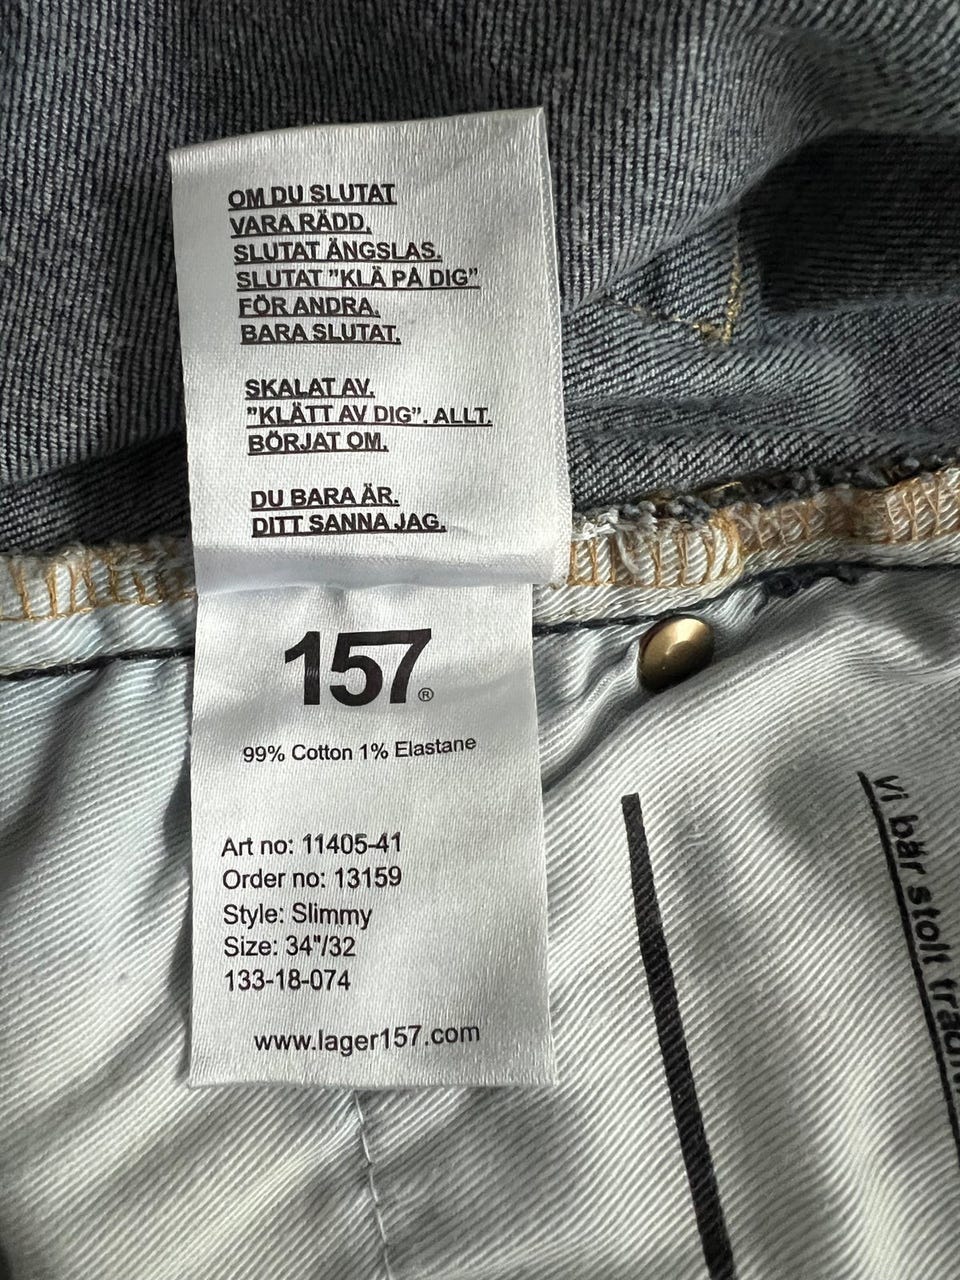 OM DU SLUTAT
VARA RÄDD.
SLUTAT ÄNGSLAS.
SLUTAT "KLÄ PÅ DIG"
FÖR ANDRA.
BARA SLUTAT.
SKALAT AV.
"KLÄTT AV DIG". ALLT.
BÖRJAT OM.
DU BARA ÄR.
DITT SANNA JAG.
157®
99% Cotton 1% Elastane
Art no: 11405-41
Order no: 13159
Style: Slimmy
Size: 34"/32
133-18-074
www.lager157.com
vi bär stolt